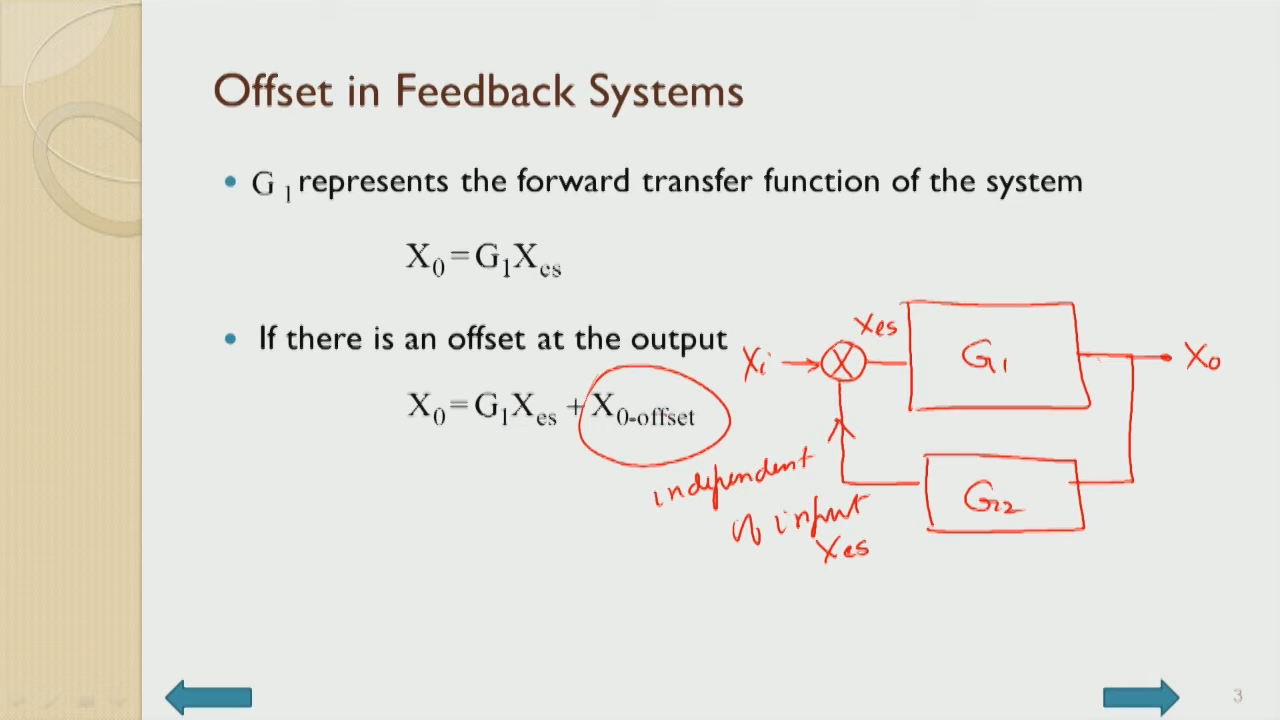 Offset in Feedback Systems
• G₁ represents the forward transfer function of the system
X₀ = G₁Xₑₛ
• If there is an offset at the output
X₀ = G₁Xₑₛ + X₀₋offset
Xes
Xi
X
G1
X0
independent
of input
Xes
G2
3